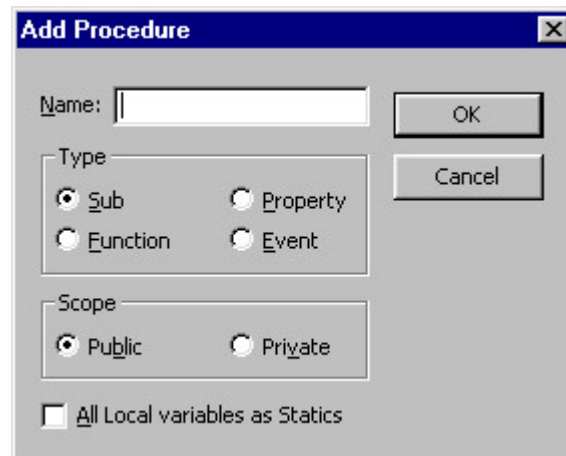 Add Procedure
Name:
OK
Cancel
Type
Sub
Property
Function
Event
Scope
Public
Private
All Local variables as Statics